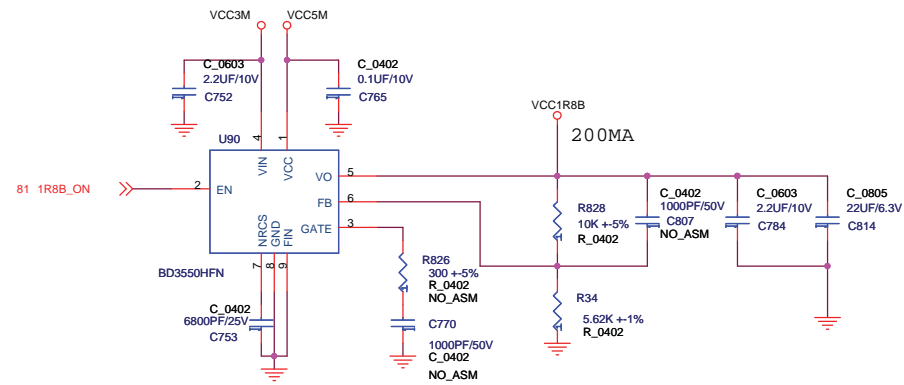 VCC3M
VCC5M
C_0603
2.2UF/10V
C752
C_0402
0.1UF/10V
C765
VCC1R8B
200MA
U90
4
1
VIN
VCC
81 1R8B_ON
2
EN
VO
5
FB
6
GATE
3
NRCS
GND
FIN
7
8
9
BD3550HFN
C_0402
6800PF/25V
C753
R826
300 +-5%
R_0402
NO_ASM
C770
1000PF/50V
C_0402
NO_ASM
R828
10K +-5%
R_0402
C_0402
1000PF/50V
C807
NO_ASM
C_0603
2.2UF/10V
C784
C_0805
22UF/6.3V
C814
R34
5.62K +-1%
R_0402